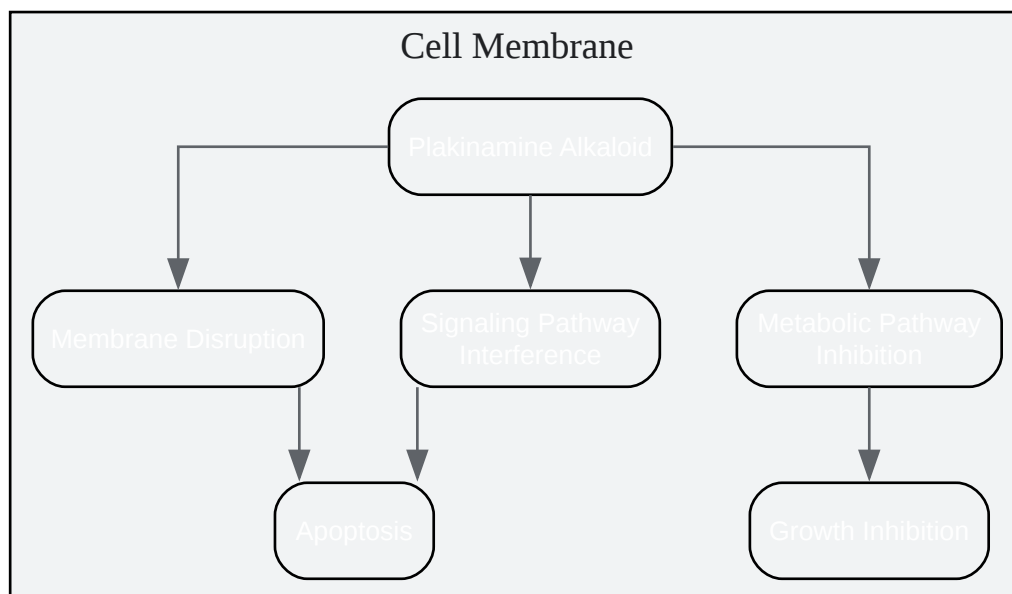 Cell Membrane
Plakinamine Alkaloid
Membrane Disruption
Signaling Pathway
Interference
Metabolic Pathway
Inhibition
Apoptosis
Growth Inhibition